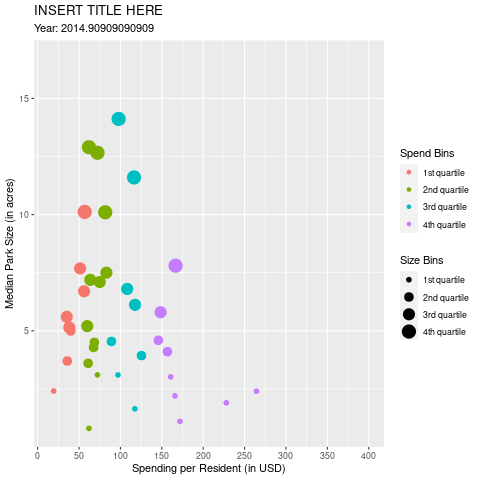 INSERT TITLE HERE
Year: 2014.90909090909
15
10
5
Median Park Size (in acres)
0 50 100 150 200 250 300 350 400
Spending per Resident (in USD)
Spend Bins
1st quartile
2nd quartile
3rd quartile
4th quartile
Size Bins
1st quartile
2nd quartile
3rd quartile
4th quartile